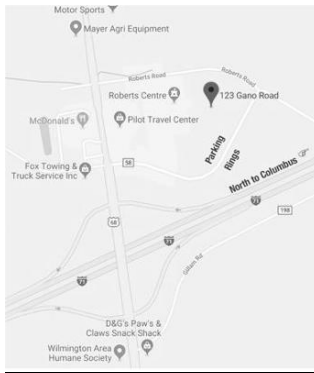 Motor Sports
Mayer Agri Equipment
Roberts Road
Roberts Road
Roberts Centre
123 Gano Road
McDonald's
Pilot Travel Center
Parking
Rings
58
Fox Towing &
Truck Service Inc
North to Columbus
71
198
68
71
71
Gillam Rd
71
D&G's Paw's &
Claws Snack Shack
Wilmington Area
Humane Society